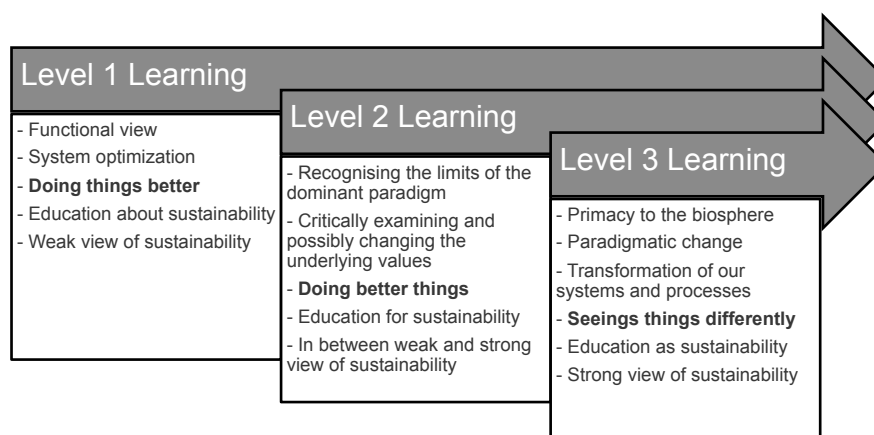 Level 1 Learning
- Functional view
- System optimization
- Doing things better
- Education about sustainability
- Weak view of sustainability
Level 2 Learning
- Recognising the limits of the
dominant paradigm
- Critically examining and
possibly changing the
underlying values
- Doing better things
- Education for sustainability
- In between weak and strong
view of sustainability
Level 3 Learning
- Primacy to the biosphere
- Paradigmatic change
- Transformation of our
systems and processes
- Seeings things differently
- Education as sustainability
- Strong view of sustainability